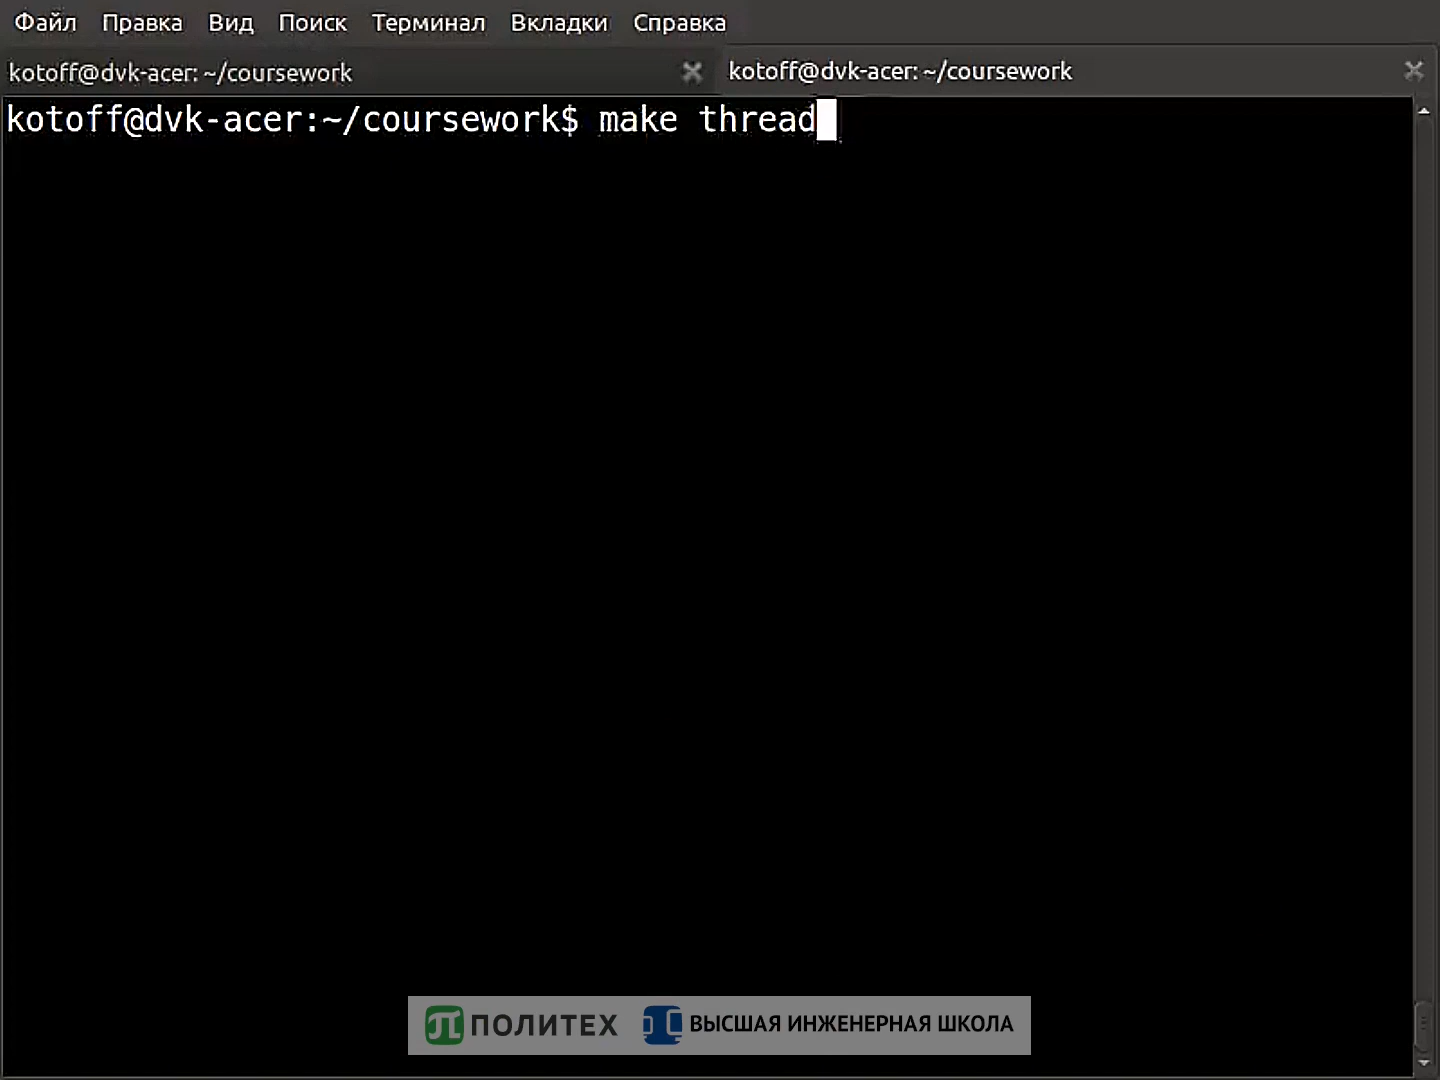 Файл Правка Вид Поиск Терминал Вкладки Справка
kotoff@dvk-acer: ~/coursework kotoff@dvk-acer: ~/coursework
kotoff@dvk-acer:~/coursework$ make thread
ПОЛИТЕХ ВЫСШАЯ ИНЖЕНЕРНАЯ ШКОЛА